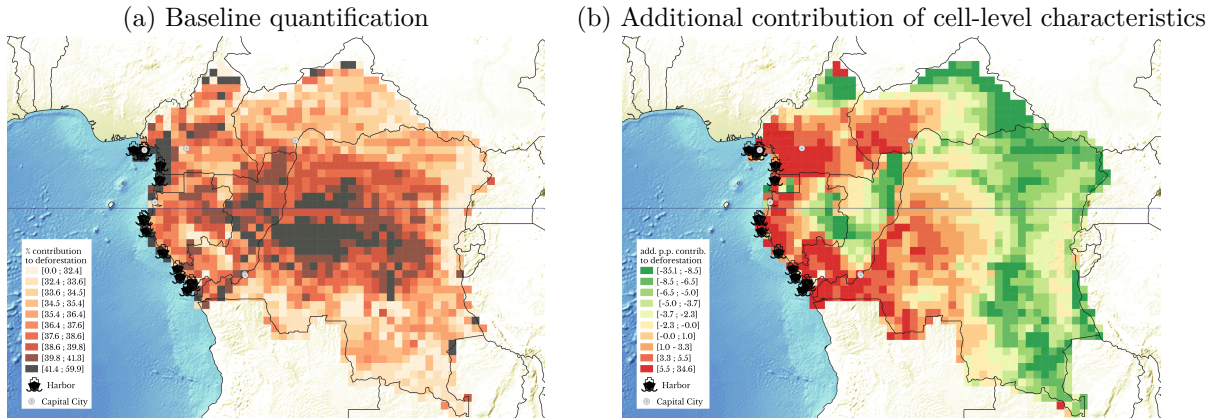 (a) Baseline quantification
(b) Additional contribution of cell-level characteristics
% contribution
to deforestation
[0.0 ; 32.4]
[32.4 ; 33.6]
[33.6 ; 34.5]
[34.5 ; 35.4]
[35.4 ; 36.4]
[36.4 ; 37.6]
[37.6 ; 38.6]
[38.6 ; 39.8]
[39.8 ; 41.3]
[41.4 ; 59.9]
Harbor
Capital City
add. p.p. contrib.
to deforestation
[-35.1 ; -8.5]
[-8.5 ; -6.5]
[-6.5 ; -5.0]
[-5.0 ; -3.7]
[-3.7 ; -2.3]
[-2.3 ; -0.0]
[-0.0 ; 1.0]
[1.0 - 3.3]
[3.3 ; 5.5]
[5.5 ; 34.6]
Harbor
Capital City